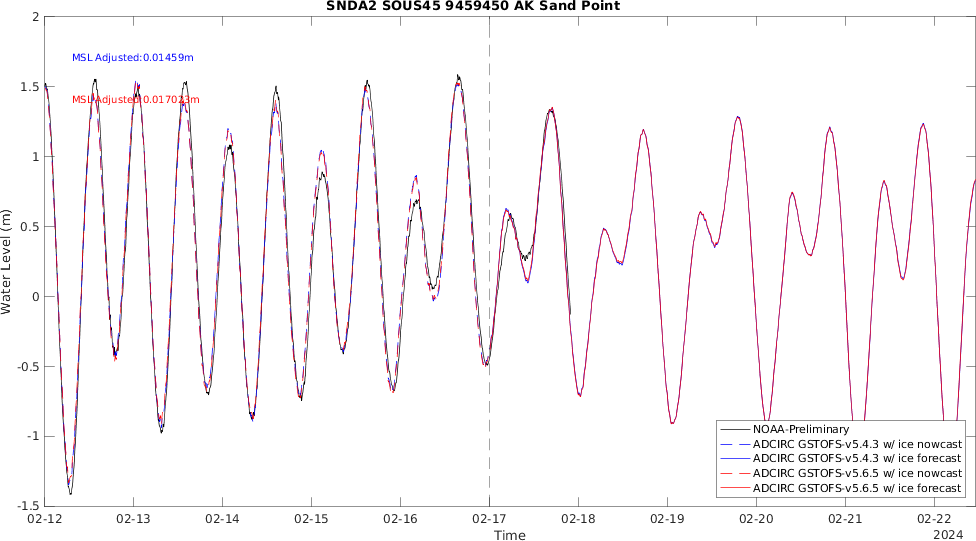 SNDA2 SOUS45 9459450 AK Sand Point
2
MSL Adjusted:0.01459m
1.5
MSL Adjusted:0.017023m
1
0.5
0
-0.5
-1
-1.5
Water Level (m)
NOAA-Preliminary
ADCIRC GSTOFS-v5.4.3 w/ ice nowcast
ADCIRC GSTOFS-v5.4.3 w/ ice forecast
ADCIRC GSTOFS-v5.6.5 w/ ice nowcast
ADCIRC GSTOFS-v5.6.5 w/ ice forecast
02-12 02-13 02-14 02-15 02-16 02-17 02-18 02-19 02-20 02-21 02-22
Time
2024